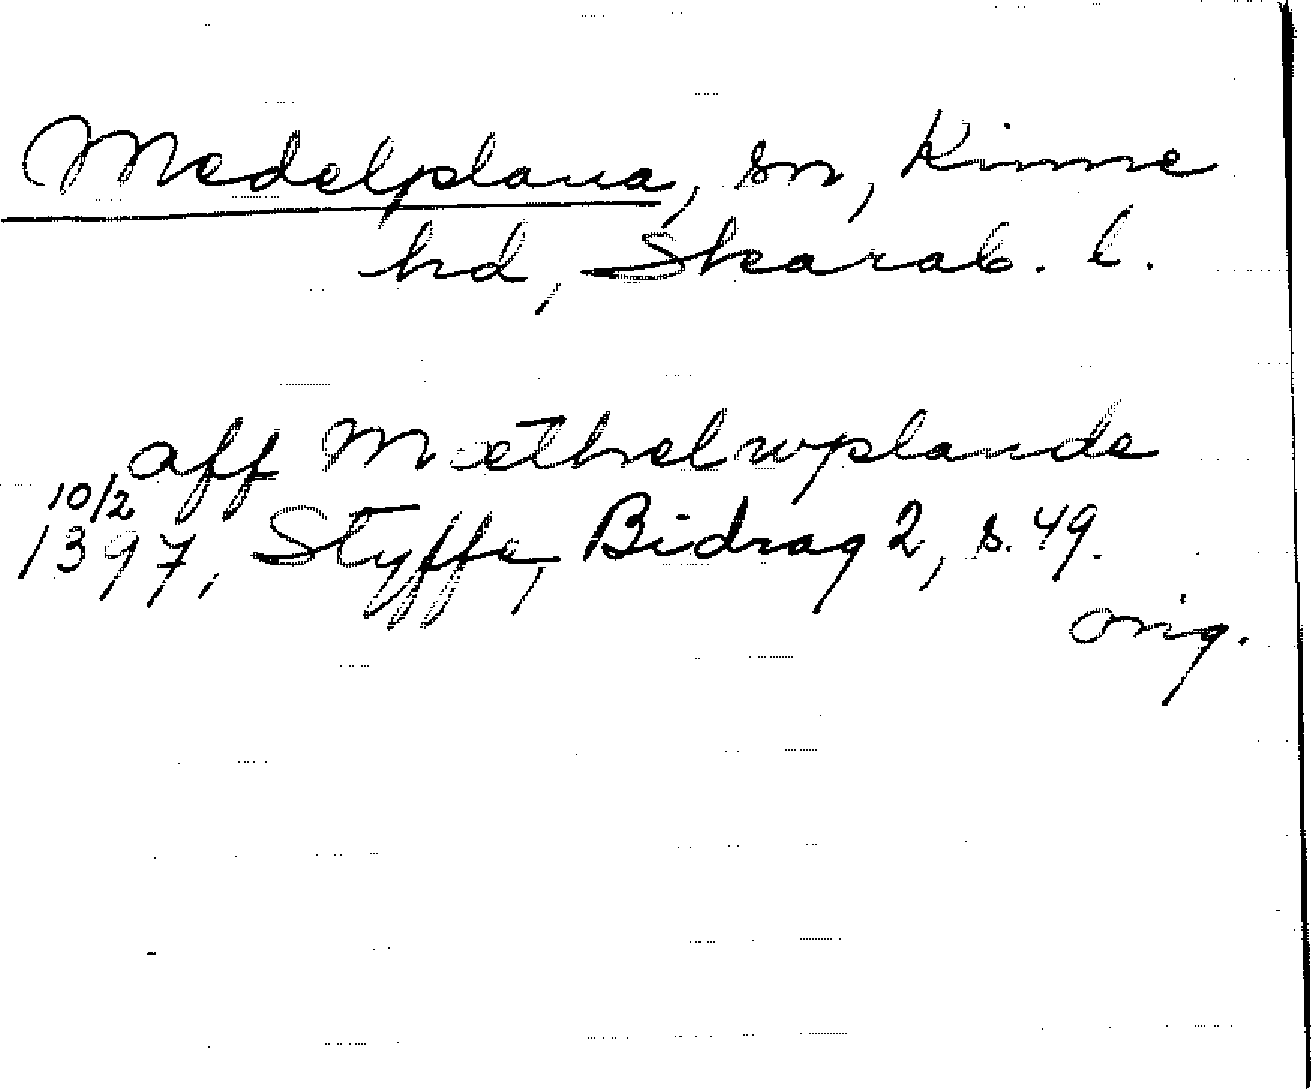 Medelplana, sn, Kinne
hd, Skarab. l.
aff Mæthelwplande
10/2
1397, Styffe, Bidrag 2, s. 49.
orig.